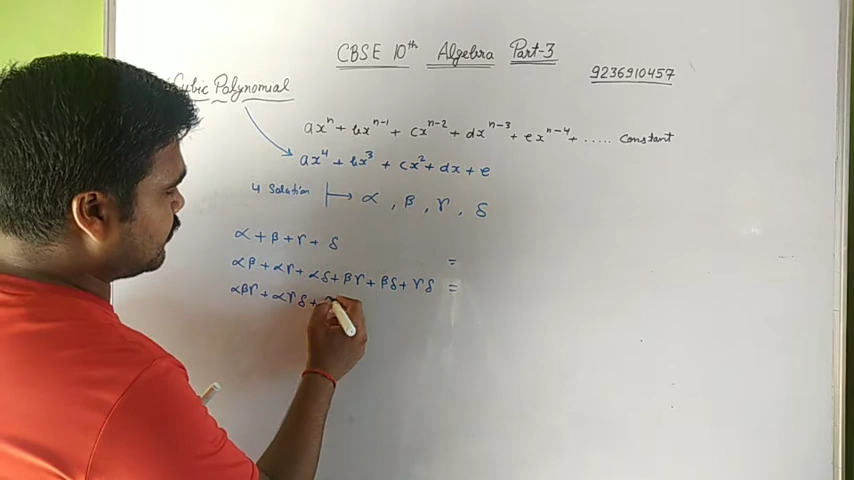 CBSE 10th Algebra Part-3
9236910457
Cubic Polynomial
ax^n + bx^n-1 + cx^n-2 + dx^n-3 + ex^n-4 + ..... Constant
ax^4 + bx^3 + cx^2 + dx + e
4 Solution → α, β, γ, δ
α + β + γ + δ =
αβ + αγ + αδ + βγ + βδ + γδ =
αβγ + αγδ +